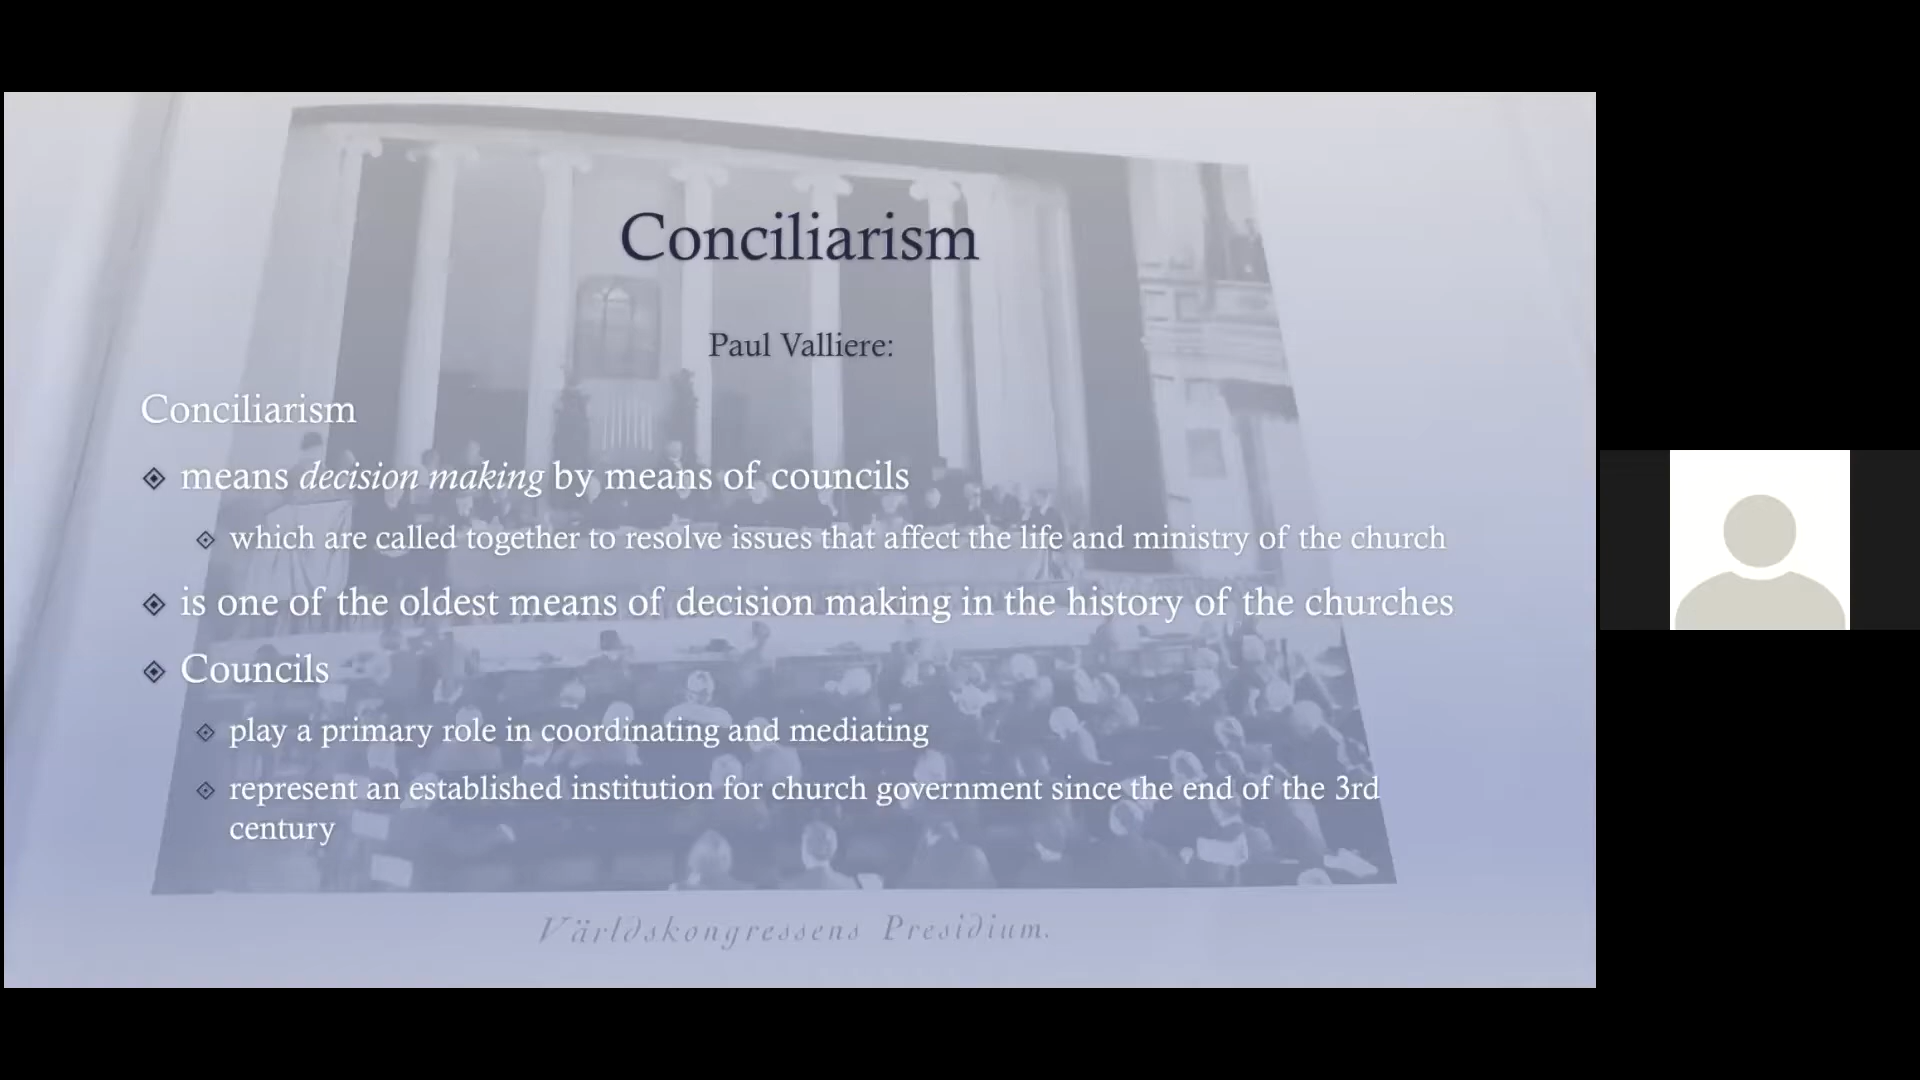 Conciliarism
Paul Valliere:
Conciliarism
means decision making by means of councils
which are called together to resolve issues that affect the life and ministry of the church
is one of the oldest means of decision making in the history of the churches
Councils
play a primary role in coordinating and mediating
represent an established institution for church government since the end of the 3rd
century
Världskongressens Presidium.